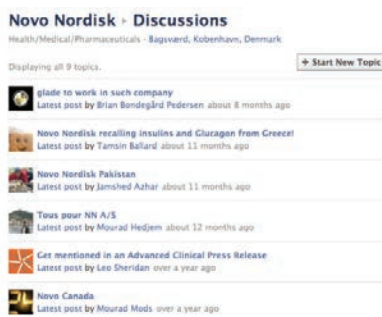 Novo Nordisk ▸ Discussions
Health/Medical/Pharmaceuticals - Bagsværd, Kobenhavn, Denmark
Displaying all 9 topics.
+ Start New Topic
glade to work in such company
Latest post by Brian Bondegård Pedersen about 8 months ago
Novo Nordisk recalling insulins and Glucagon from Greece!
Latest post by Tamsin Ballard about 11 months ago
Novo Nordisk Pakistan
Latest post by Jamshed Azhar about 11 months ago
Tous pour NN A/S
Latest post by Mourad Hedjem about 12 months ago
Get mentioned in an Advanced Clinical Press Release
Latest post by Leo Sheridan over a year ago
Novo Canada
Latest post by Mourad Mods over a year ago